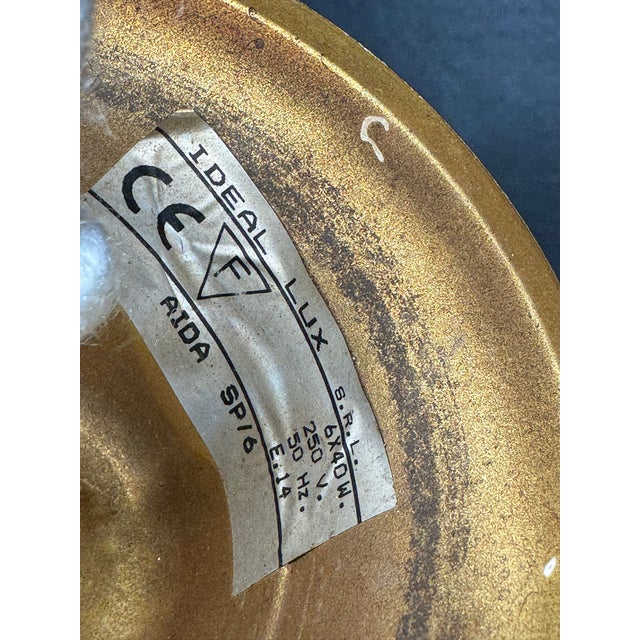 IDEAL LUX S.R.L.
CE F 6X40W.
250 V.
50 Hz.
AIDA SP/6 E.14
C